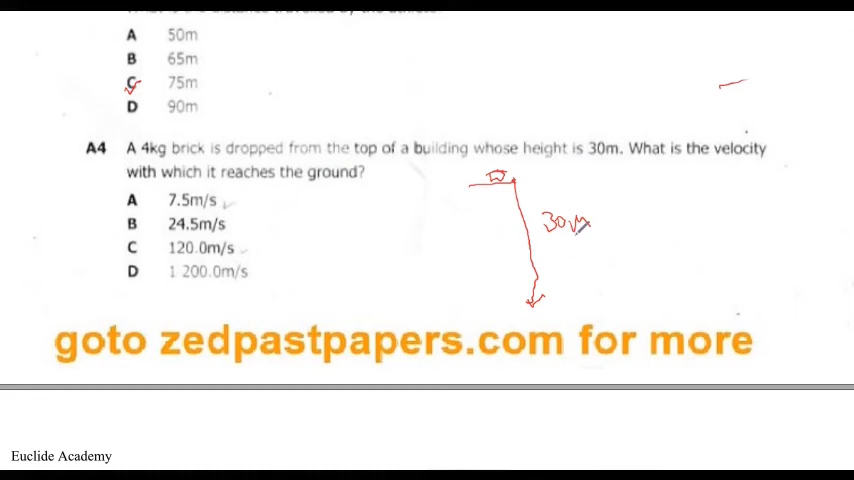 A 50m
B 65m
C 75m
D 90m
A4 A 4kg brick is dropped from the top of a building whose height is 30m. What is the velocity
with which it reaches the ground?
A 7.5m/s
B 24.5m/s
C 120.0m/s
D 1 200.0m/s
30m
goto zedpastpapers.com for more
Euclide Academy